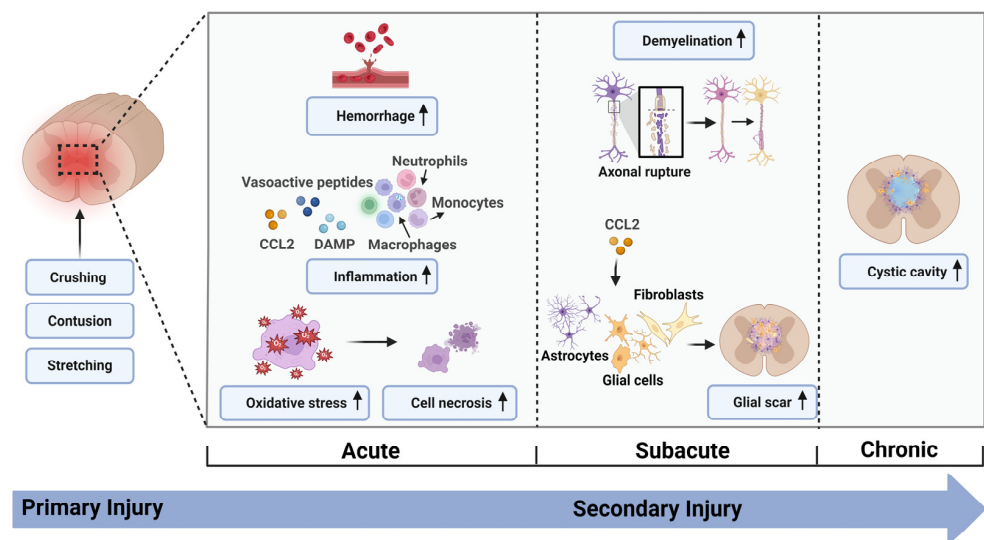 Crushing
Contusion
Stretching
Hemorrhage
Neutrophils
Vasoactive peptides
Monocytes
CCL2
DAMP
Macrophages
Inflammation
Oxidative stress
Cell necrosis
Demyelination
Axonal rupture
CCL2
Fibroblasts
Astrocytes
Glial cells
Glial scar
Cystic cavity
Acute
Subacute
Chronic
Primary Injury
Secondary Injury